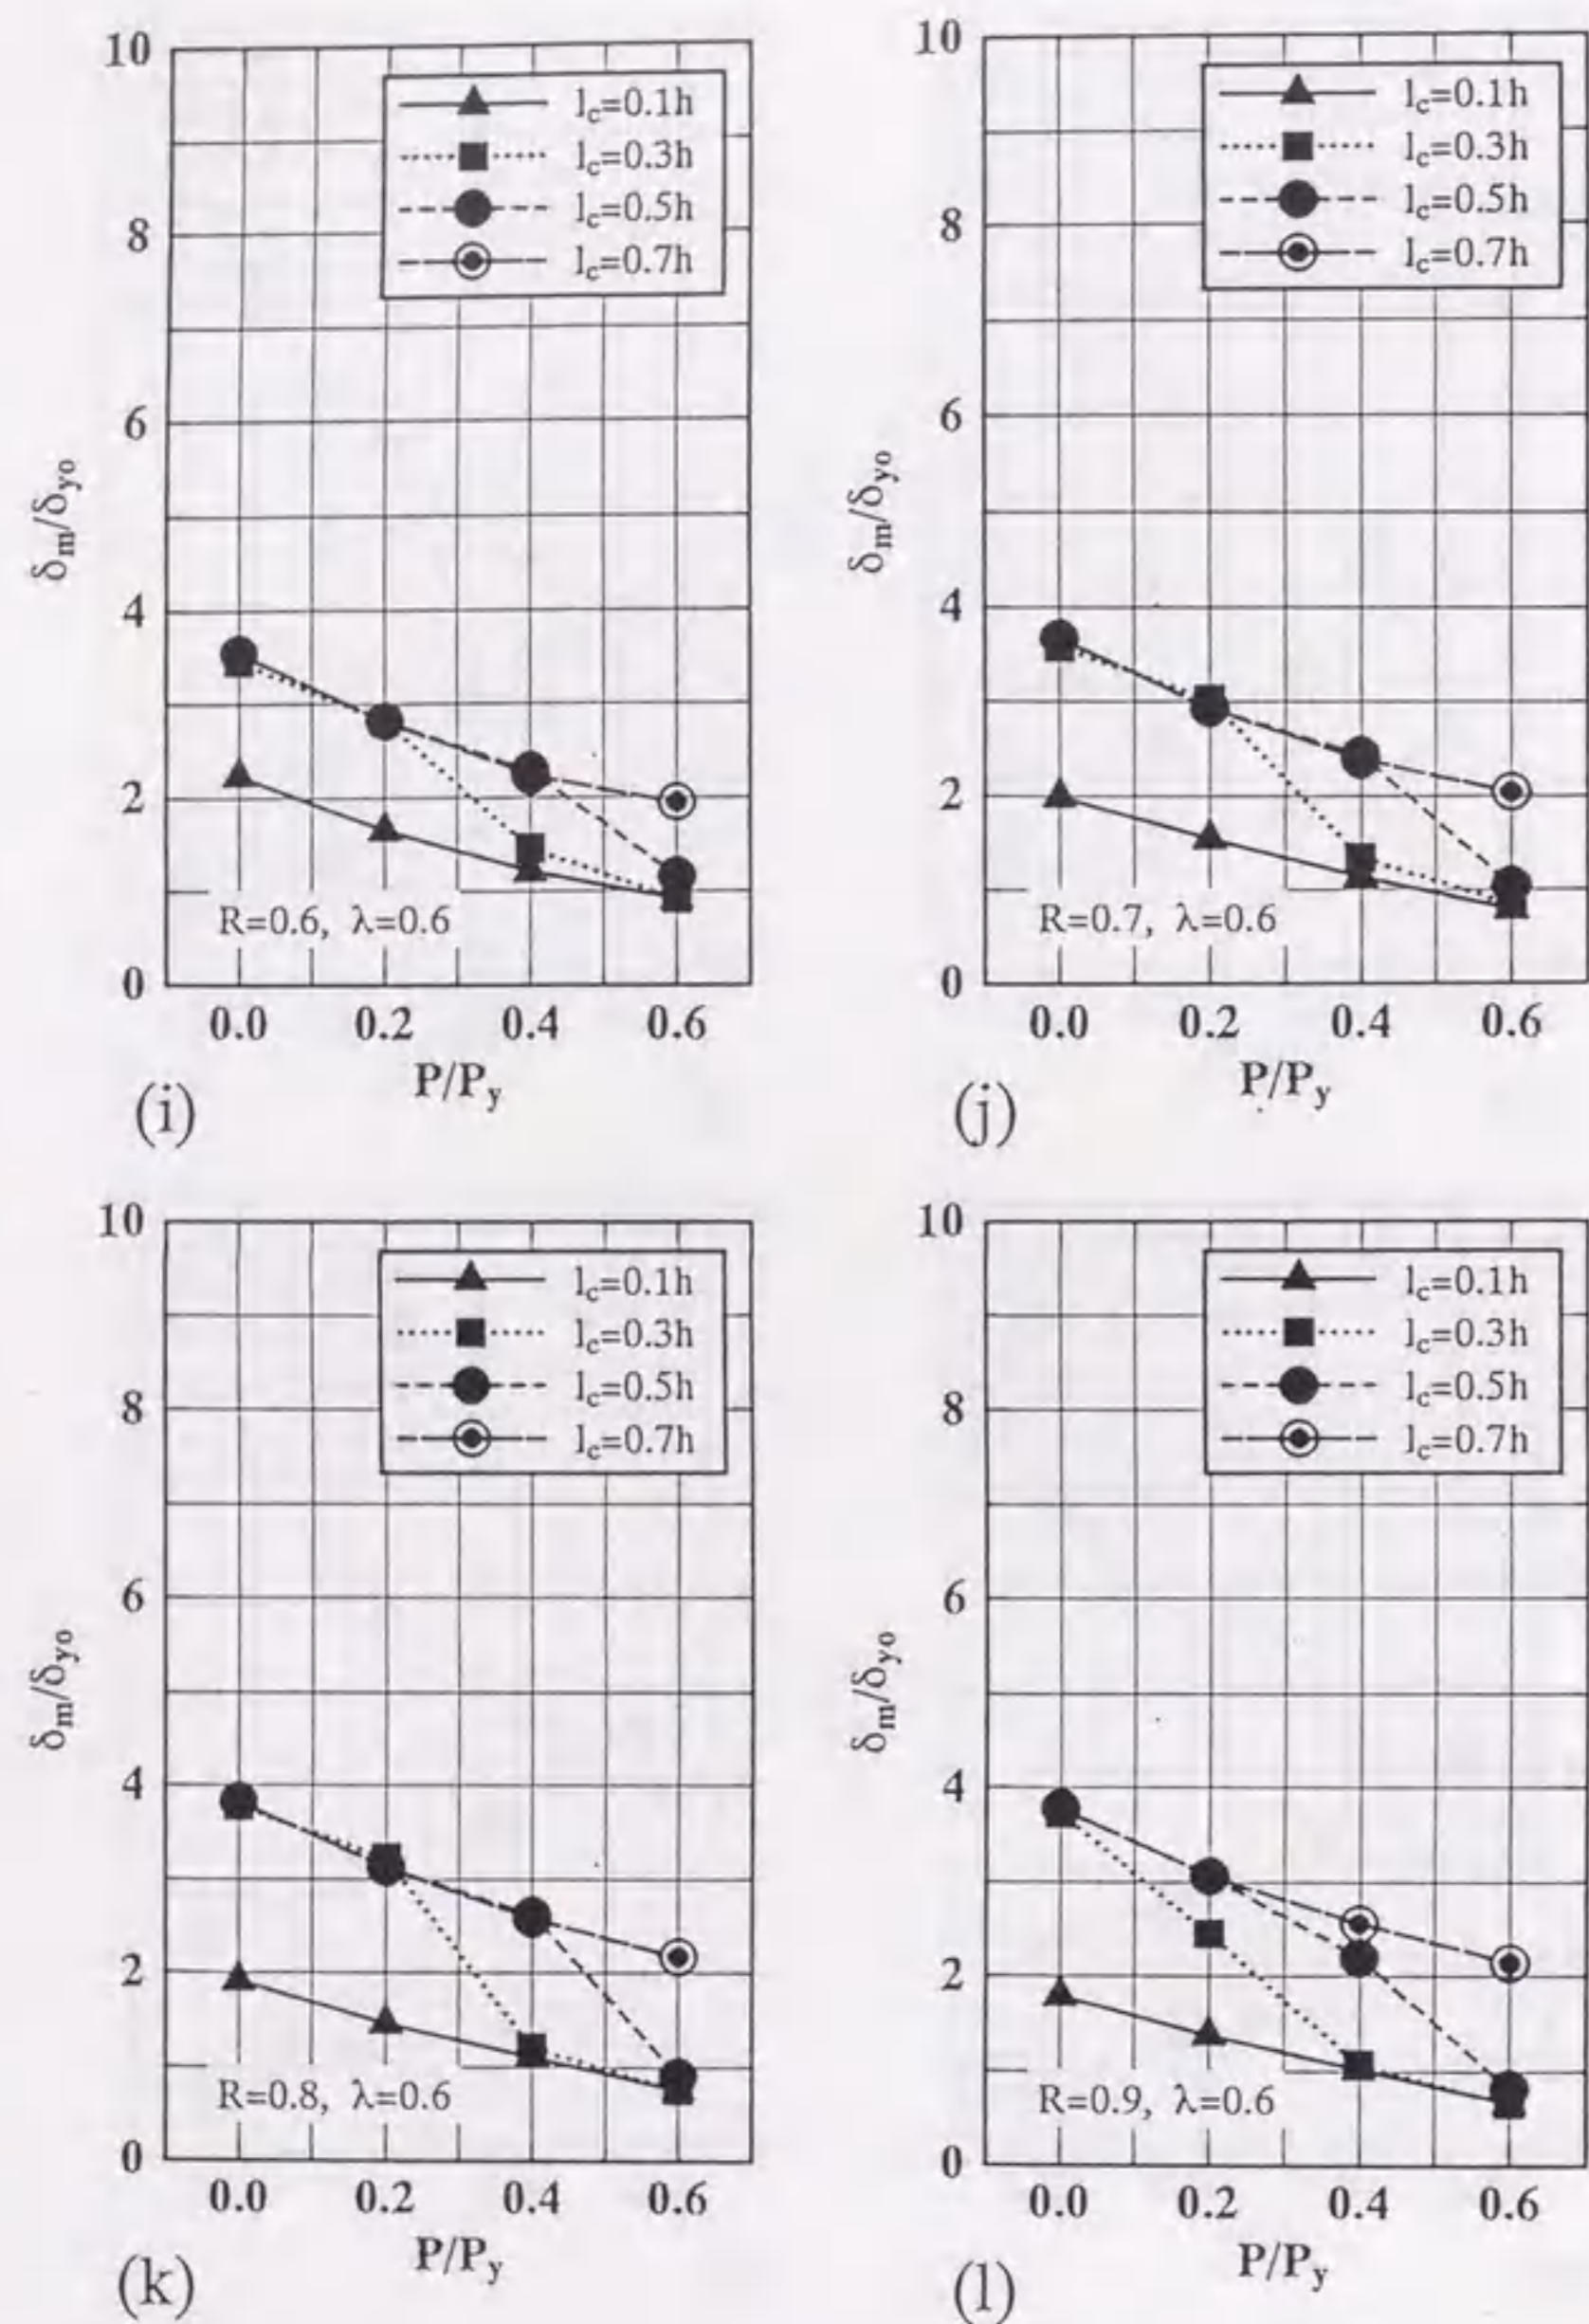 10
8
6
4
2
0
δm/δyo
lc=0.1h
lc=0.3h
lc=0.5h
lc=0.7h
R=0.6, λ=0.6
0.0 0.2 0.4 0.6
P/Py
(i)
10
8
6
4
2
0
δm/δyo
lc=0.1h
lc=0.3h
lc=0.5h
lc=0.7h
R=0.7, λ=0.6
0.0 0.2 0.4 0.6
P/Py
(j)
10
8
6
4
2
0
δm/δyo
lc=0.1h
lc=0.3h
lc=0.5h
lc=0.7h
R=0.8, λ=0.6
0.0 0.2 0.4 0.6
P/Py
(k)
10
8
6
4
2
0
δm/δyo
lc=0.1h
lc=0.3h
lc=0.5h
lc=0.7h
R=0.9, λ=0.6
0.0 0.2 0.4 0.6
P/Py
(l)